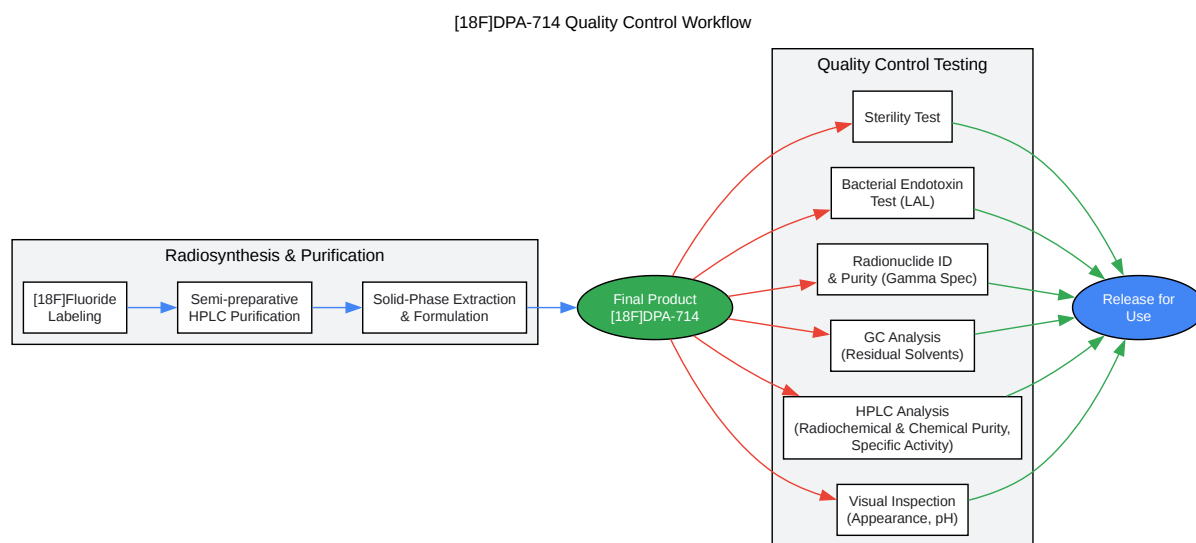 [18F]DPA-714 Quality Control Workflow
Radiosynthesis & Purification
[18F]Fluoride
Labeling
Semi-preparative
HPLC Purification
Solid-Phase Extraction
& Formulation
Final Product
[18F]DPA-714
Quality Control Testing
Sterility Test
Bacterial Endotoxin
Test (LAL)
Radionuclide ID
& Purity (Gamma Spec)
GC Analysis
(Residual Solvents)
HPLC Analysis
(Radiochemical & Chemical Purity,
Specific Activity)
Visual Inspection
(Appearance, pH)
Release for
Use